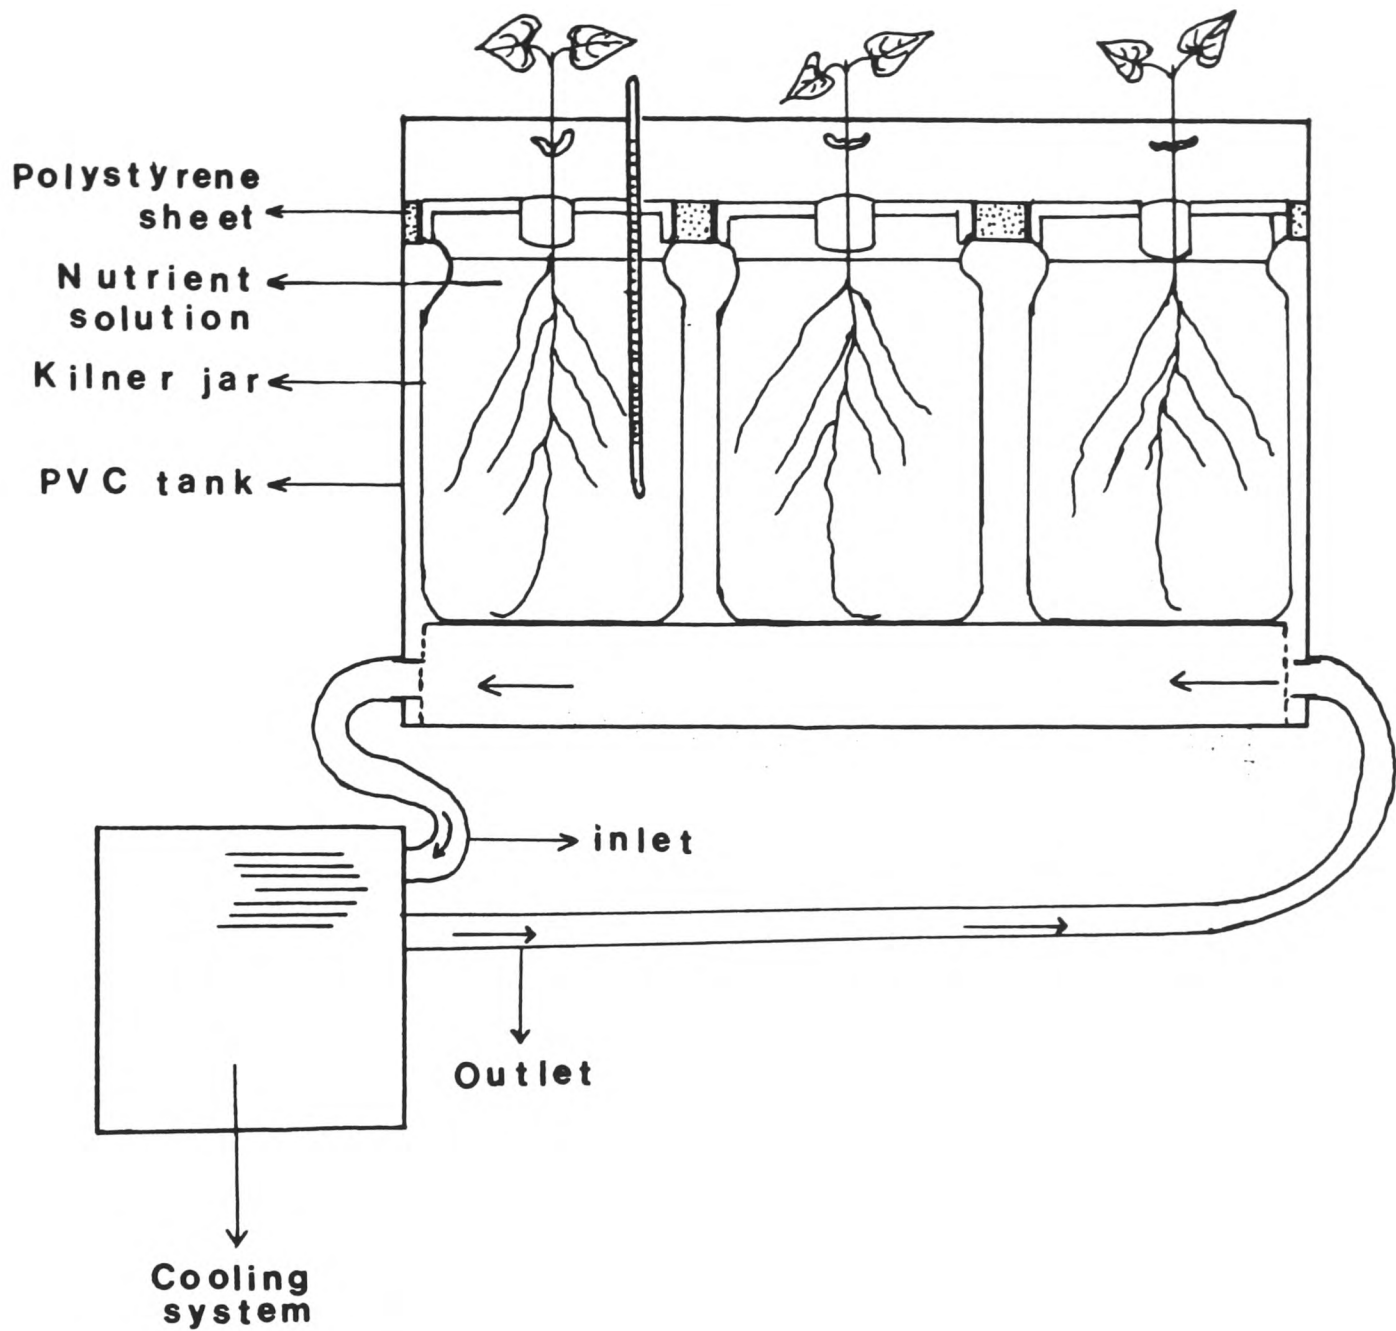 Polystyrene
sheet
Nutrient
solution
Kilner jar
PVC tank
inlet
Outlet
Cooling
system